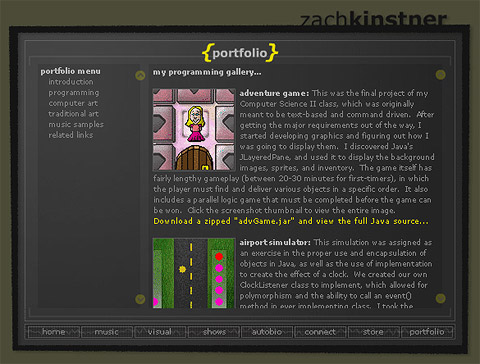 zachkinstner
{portfolio}
portfolio menu
introduction
programming
computer art
traditional art
music samples
related links
my programming gallery...
adventure game: This was the final project of my
Computer Science II class, which was originally
meant to be text-based and command driven. After
getting the major requirements out of the way, I
started developing graphics and figuring out how I
was going to display them. I discovered Java's
JLayeredPane, and used it to display the background
images, sprites, and inventory. The game itself has
fairly lengthy gameplay (between 20-30 minutes for first-timers), in which
the player must find and deliver various objects in a specific order. It also
includes a parallel logic game that must be completed before the game can
be won. Click the screenshot thumbnail to view the entire image.
Download a zipped "advGame.jar" and view the full Java source...
airport simulator: This simulation was assigned as
an exercise in the proper use and encapsulation of
objects in Java, as well as the use of implementation
to create the effect of a clock. We created our own
ClockListener class to implement, which allowed for
polymorphism and the ability to call an event()
method in ever implementing class. I took the
home
music
visual
shows
autobio
connect
store
portfolio